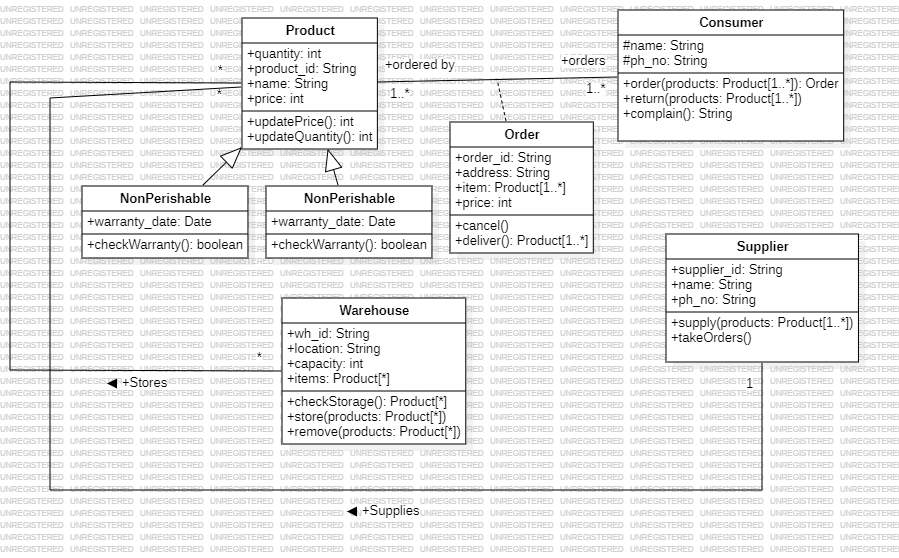 Product
+quantity: int
+product_id: String
+name: String
+price: int
+updatePrice(): int
+updateQuantity(): int
*
*
+ordered by
1..*
+orders
1..*
Consumer
#name: String
#ph_no: String
+order(products: Product[1..*]): Order
+return(products: Product[1..*])
+complain(): String
Order
+order_id: String
+address: String
+item: Product[1..*]
+price: int
+cancel()
+deliver(): Product[1..*]
NonPerishable
+warranty_date: Date
+checkWarranty(): boolean
NonPerishable
+warranty_date: Date
+checkWarranty(): boolean
Supplier
+supplier_id: String
+name: String
+ph_no: String
+supply(products: Product[1..*])
+takeOrders()
1
Warehouse
+wh_id: String
+location: String
+capacity: int
+items: Product[*]
+checkStorage(): Product[*]
+store(products: Product[*])
+remove(products: Product[*])
*
◀ +Stores
◀ +Supplies
UNREGISTERED